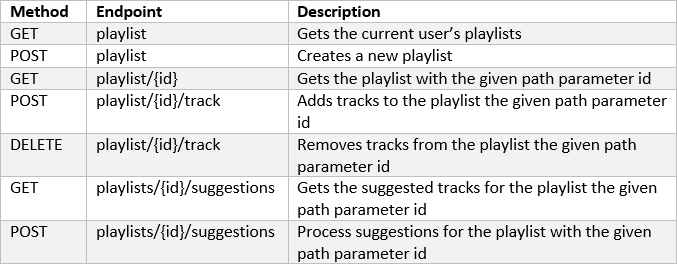 Method Endpoint Description
GET playlist Gets the current user’s playlists
POST playlist Creates a new playlist
GET playlist/{id} Gets the playlist with the given path parameter id
POST playlist/{id}/track Adds tracks to the playlist the given path parameter
id
DELETE playlist/{id}/track Removes tracks from the playlist the given path
parameter id
GET playlists/{id}/suggestions Gets the suggested tracks for the playlist the given
path parameter id
POST playlists/{id}/suggestions Process suggestions for the playlist with the given
path parameter id